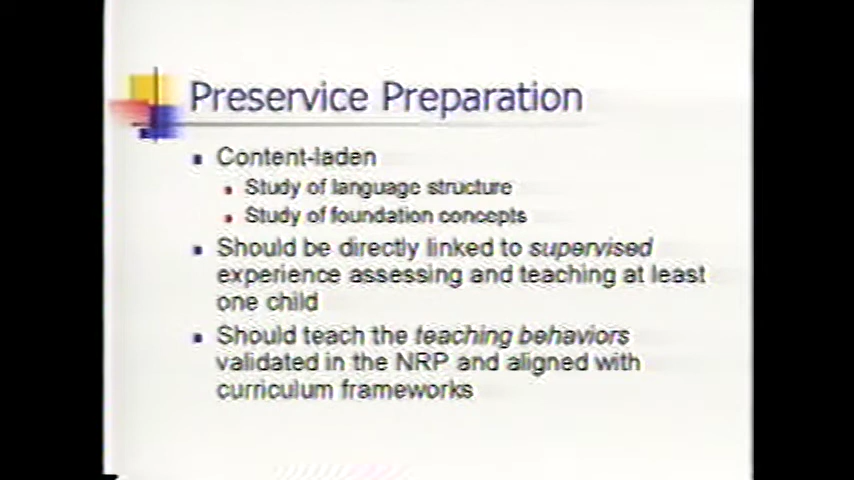 Preservice Preparation
Content-laden
Study of language structure
Study of foundation concepts
Should be directly linked to supervised
experience assessing and teaching at least
one child
Should teach the teaching behaviors
validated in the NRP and aligned with
curriculum frameworks